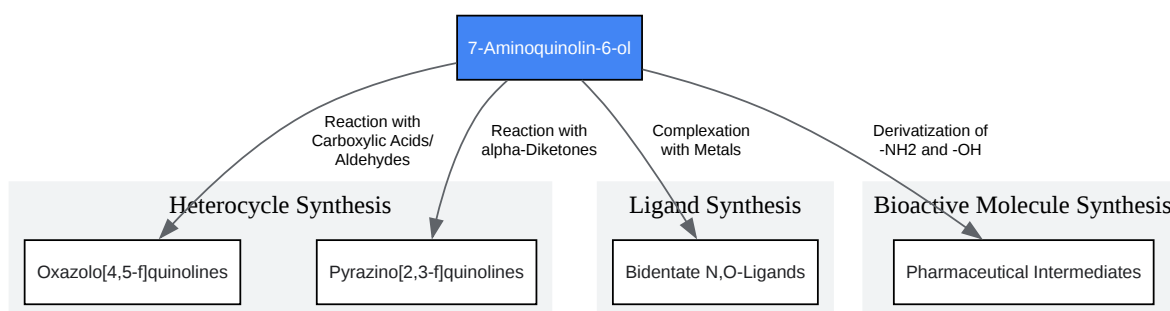 7-Aminoquinolin-6-ol
Reaction with
Carboxylic Acids/
Aldehydes
Reaction with
alpha-Diketones
Complexation
with Metals
Derivatization of
-NH2 and -OH
Heterocycle Synthesis
Ligand Synthesis
Bioactive Molecule Synthesis
Oxazolo[4,5-f]quinolines
Pyrazino[2,3-f]quinolines
Bidentate N,O-Ligands
Pharmaceutical Intermediates